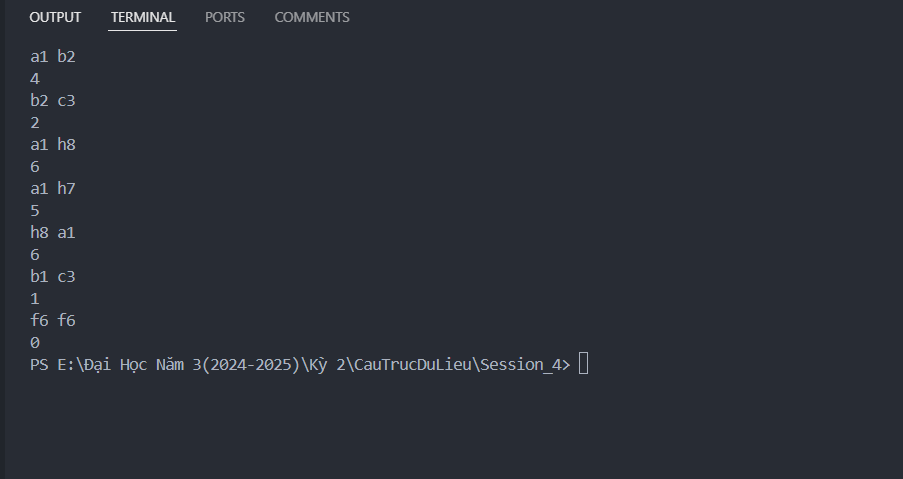 OUTPUT TERMINAL PORTS COMMENTS
a1 b2
4
b2 c3
2
a1 h8
6
a1 h7
5
h8 a1
6
b1 c3
1
f6 f6
0
PS E:\Đại Học Năm 3(2024-2025)\Kỳ 2\CauTrucDuLieu\Session_4>